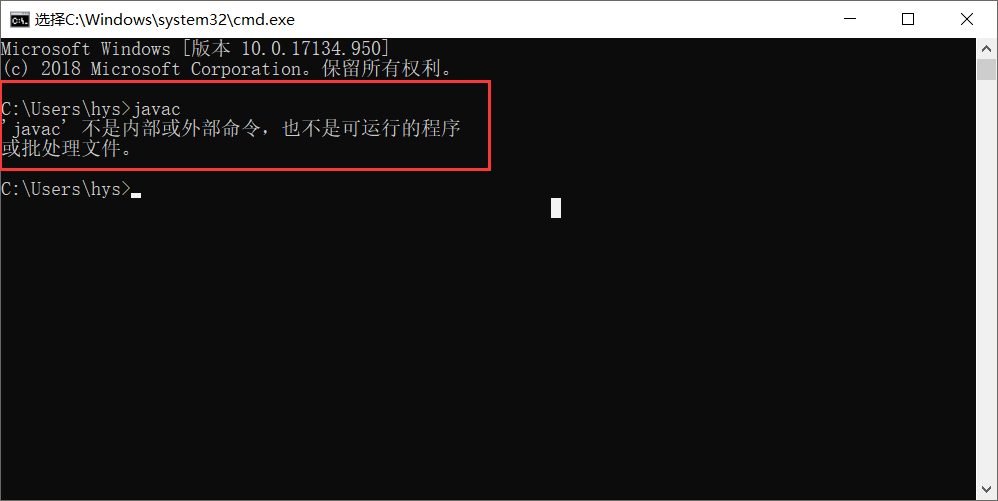 选择C:\Windows\system32\cmd.exe
Microsoft Windows [版本 10.0.17134.950]
(c) 2018 Microsoft Corporation。保留所有权利。
C:\Users\hys>javac
'javac' 不是内部或外部命令，也不是可运行的程序
或批处理文件。
C:\Users\hys>